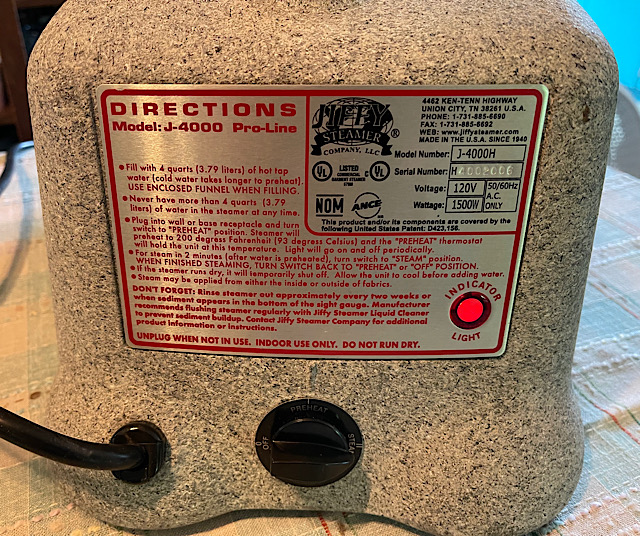 DIRECTIONS
Model: J-4000 Pro-Line
• Fill with 4 quarts (3.79 liters) of hot tap
water (cold water takes longer to preheat).
USE ENCLOSED FUNNEL WHEN FILLING.
• Never have more than 4 quarts (3.79
liters) of water in the steamer at any time.
• Plug into wall or base receptacle and turn
switch to "PREHEAT" position. Steamer will
preheat to 200 degrees Fahrenheit (93 degrees Celsius) and the "PREHEAT" thermostat
will hold the unit at this temperature. Light will go on and off periodically.
• For steam in 2 minutes (after water is preheated), turn switch to "STEAM" position.
WHEN FINISHED STEAMING, TURN SWITCH BACK TO "PREHEAT" or "OFF" POSITION.
• If the steamer runs dry, it will temporarily shut off. Allow the unit to cool before adding water.
• Steam may be applied from either the inside or outside of fabrics.
DON'T FORGET: Rinse steamer out approximately every two weeks or
when sediment appears in the bottom of the sight gauge. Manufacturer
recommends flushing steamer regularly with Jiffy Steamer Liquid Cleaner
to prevent sediment buildup. Contact Jiffy Steamer Company for additional
product information or instructions.
UNPLUG WHEN NOT IN USE. INDOOR USE ONLY. DO NOT RUN DRY.
JIFFY
STEAMER ®
COMPANY, LLC
4462 KEN-TENN HIGHWAY
UNION CITY, TN 38261 U.S.A.
PHONE: 1-731-885-6690
FAX: 1-731-885-6692
WEB: www.jiffysteamer.com
MADE IN THE U.S.A. SINCE 1940
UL LISTED UL
COMMERCIAL
GARMENT STEAMER
NOM ANCE
Model Number: J-4000H
Serial Number:
Voltage: 120V 50/60Hz
A.C.
ONLY
Wattage: 1500W
This product and/or its components are covered by the
following United States Patent: D423,156.
INDICATOR
LIGHT
PREHEAT
OFF
STEAM